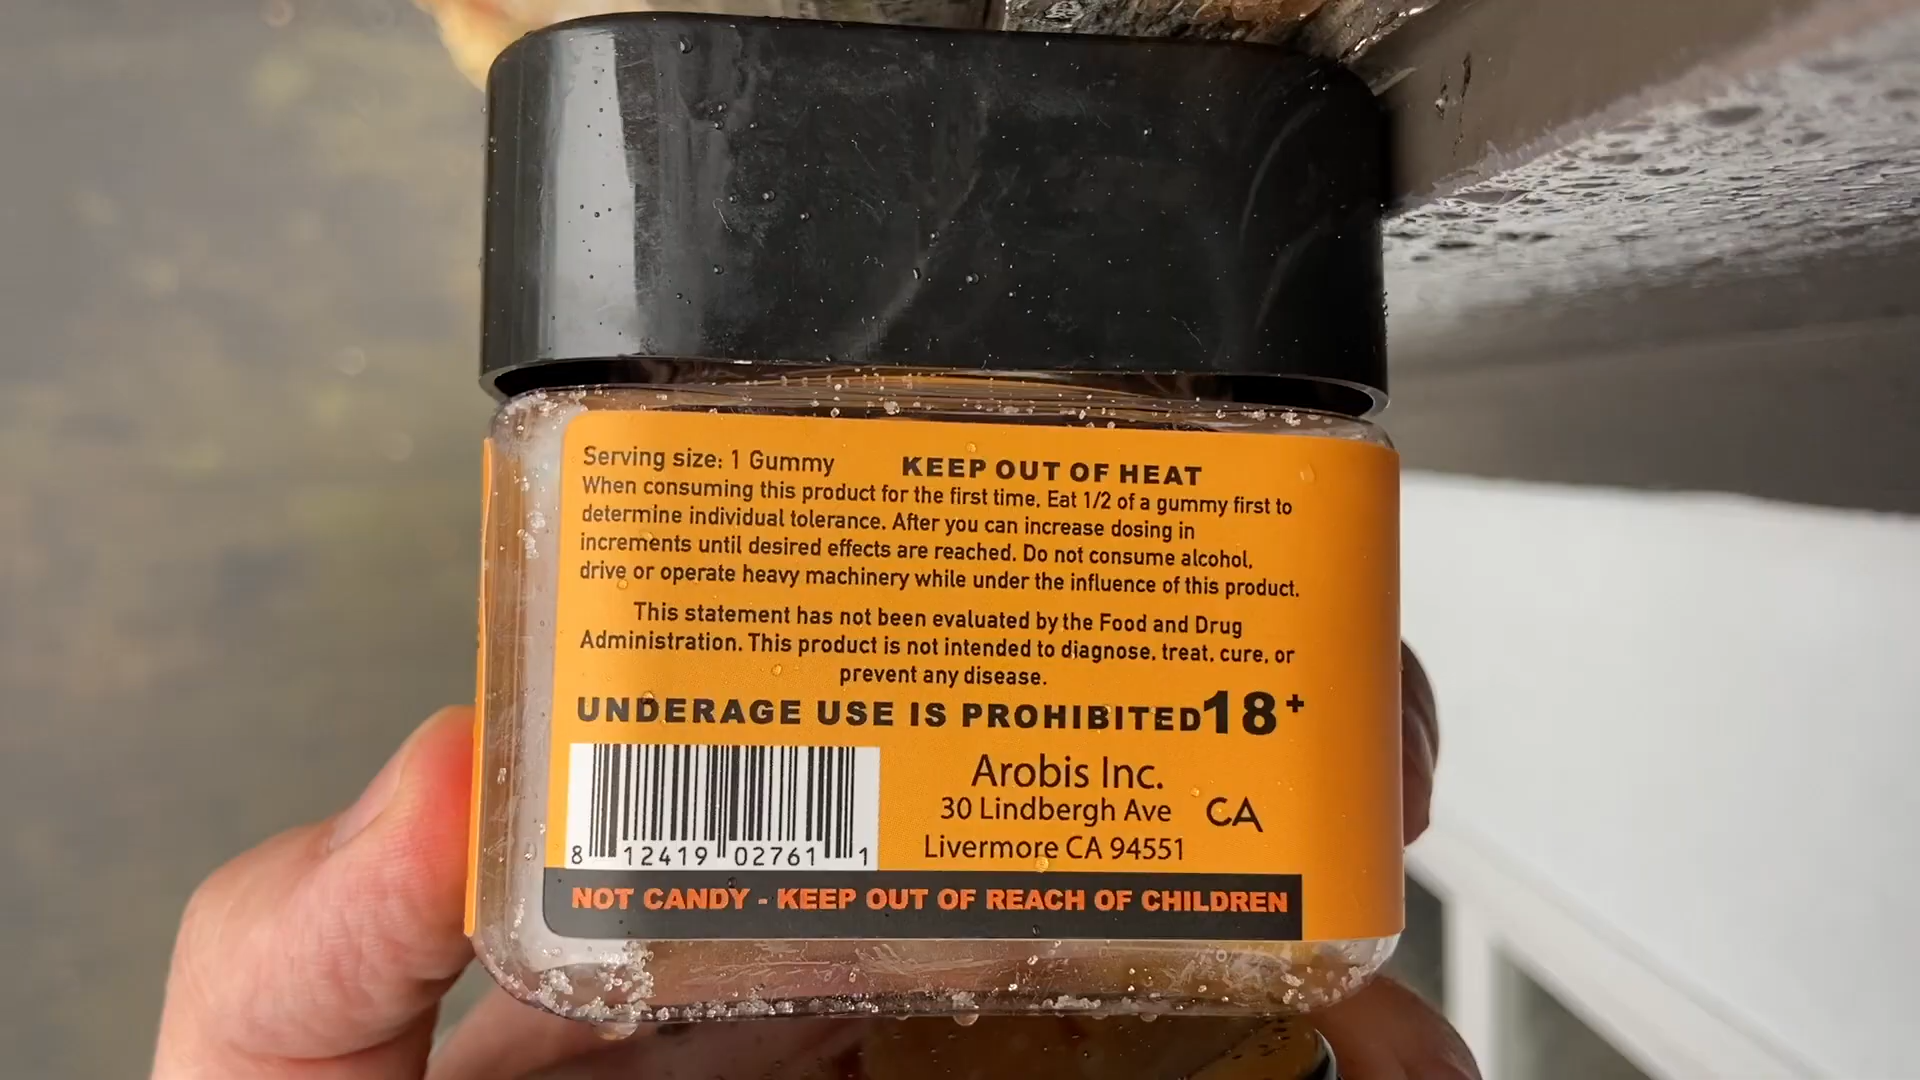 Serving size: 1 Gummy KEEP OUT OF HEAT
When consuming this product for the first time, Eat 1/2 of a gummy first to
determine individual tolerance. After you can increase dosing in
increments until desired effects are reached. Do not consume alcohol,
drive or operate heavy machinery while under the influence of this product.
This statement has not been evaluated by the Food and Drug
Administration. This product is not intended to diagnose, treat, cure, or
prevent any disease.
UNDERAGE USE IS PROHIBITED 18+
Arobis Inc.
30 Lindbergh Ave CA
Livermore CA 94551
8 12419 02761 1
NOT CANDY - KEEP OUT OF REACH OF CHILDREN